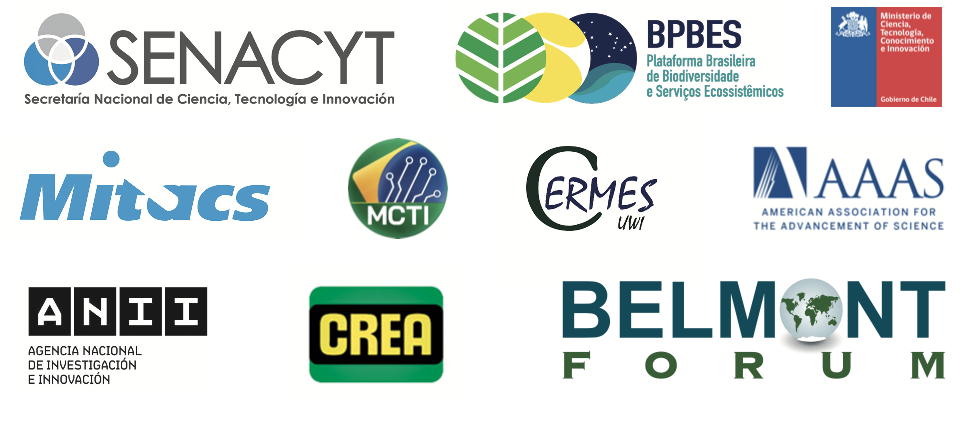 SENACYT
Secretaría Nacional de Ciencia, Tecnología e Innovación
BPBES
Plataforma Brasileira
de Biodiversidade
e Serviços Ecossistêmicos
Ministerio de
Ciencia,
Tecnología,
Conocimiento
e Innovación
Gobierno de Chile
Mitacs
MCTI
CERMES
UWI
AAAS
AMERICAN ASSOCIATION FOR
THE ADVANCEMENT OF SCIENCE
ANII
AGENCIA NACIONAL
DE INVESTIGACIÓN
E INNOVACIÓN
CREA
BELMONT
FORUM